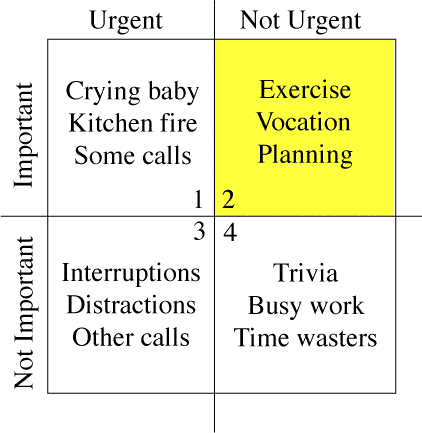 Urgent
Not Urgent
Important
Crying baby
Kitchen fire
Some calls
1
Exercise
Vocation
Planning
2
Not Important
3
Interruptions
Distractions
Other calls
4
Trivia
Busy work
Time wasters